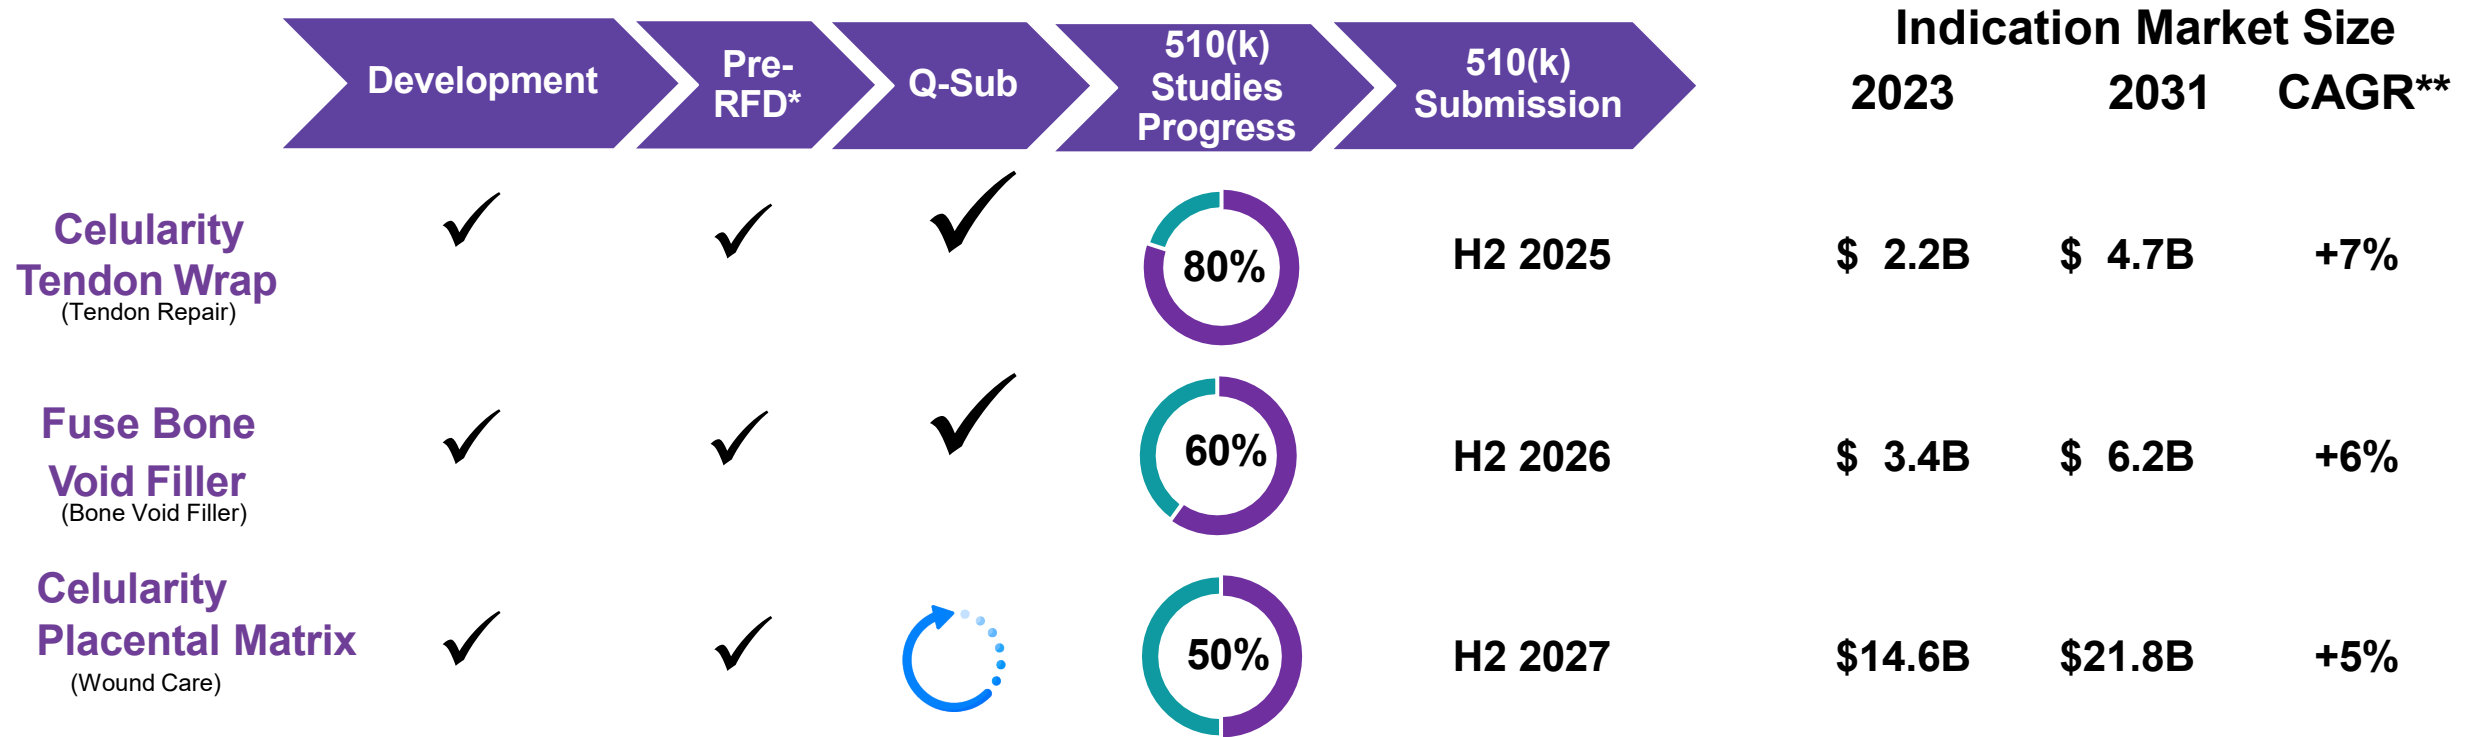 Development
Pre-
RFD*
Q-Sub
510(k)
Studies
Progress
510(k)
Submission
Indication Market Size
2023 2031 CAGR**
Celularity
Tendon Wrap
(Tendon Repair)
80%
H2 2025
$ 2.2B
$ 4.7B
+7%
Fuse Bone
Void Filler
(Bone Void Filler)
60%
H2 2026
$ 3.4B
$ 6.2B
+6%
Celularity
Placental Matrix
(Wound Care)
50%
H2 2027
$14.6B
$21.8B
+5%